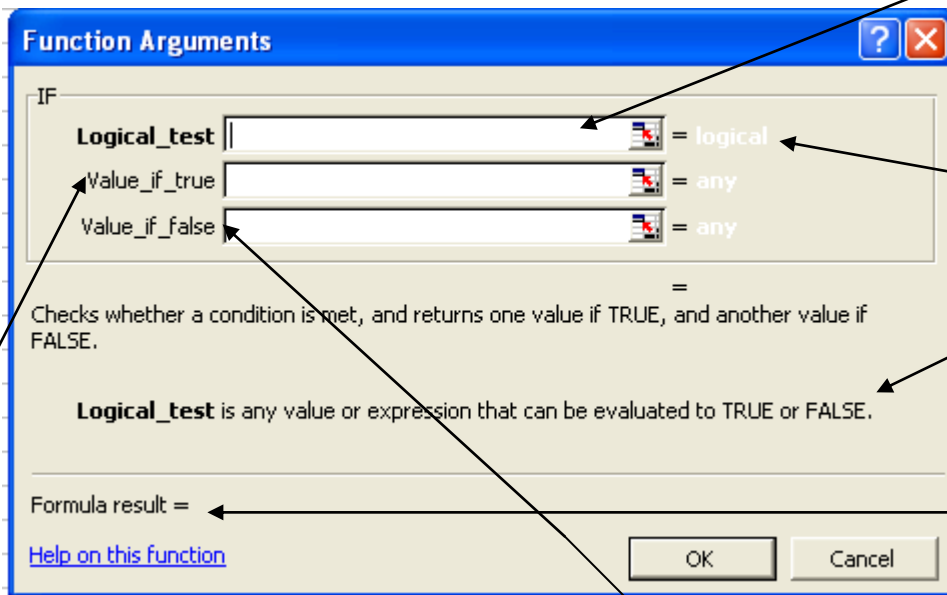 Function Arguments
IF
Logical_test = logical
Value_if_true = any
Value_if_false = any
=
Checks whether a condition is met, and returns one value if TRUE, and another value if
FALSE.
Logical_test is any value or expression that can be evaluated to TRUE or FALSE.
Formula result =
Help on this function OK Cancel